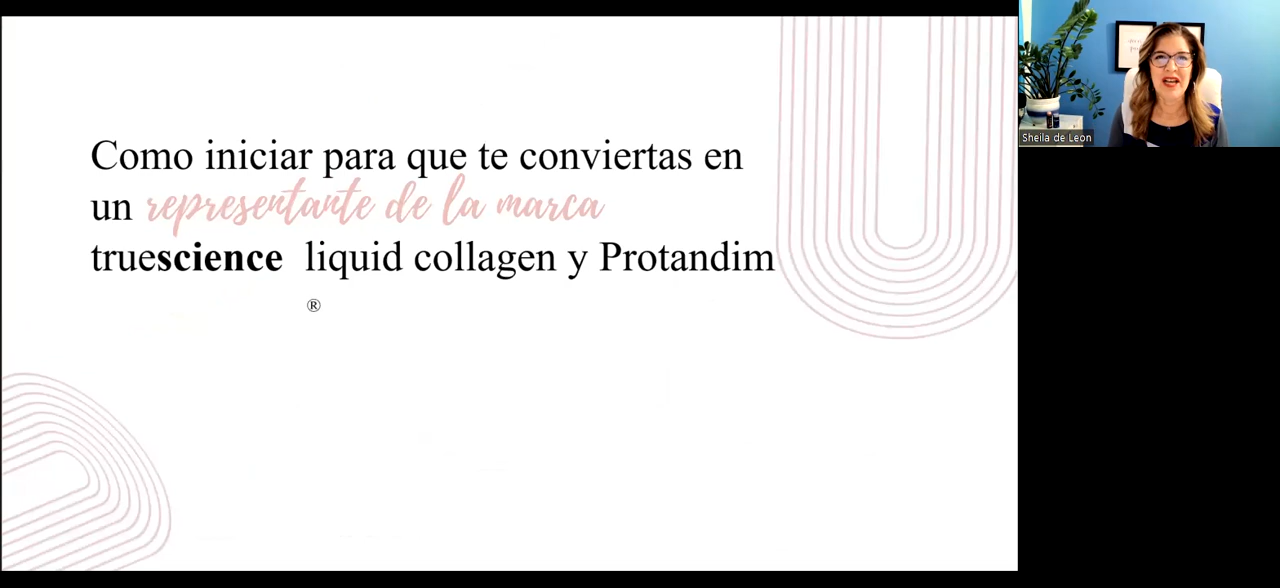 Como iniciar para que te conviertas en
un representante de la marca
truescience liquid collagen y Protandim
®
Sheila de Leon